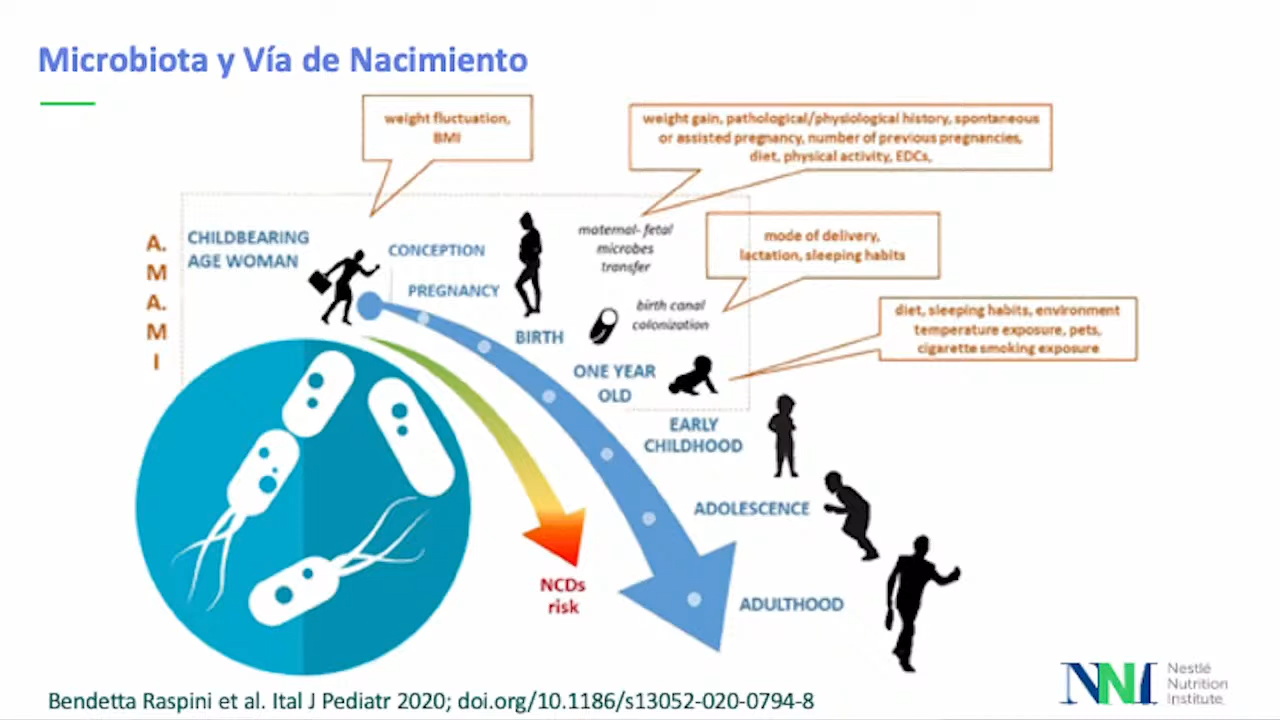 Microbiota y Vía de Nacimiento
weight fluctuation,
BMI
weight gain, pathological/physiological history, spontaneous
or assisted pregnancy, number of previous pregnancies,
diet, physical activity, EDCs,
A.
M
A.
M
I
CHILDBEARING
AGE WOMAN
CONCEPTION
PREGNANCY
maternal- fetal
microbes
transfer
mode of delivery,
lactation, sleeping habits
BIRTH
birth canal
colonization
diet, sleeping habits, environment
temperature exposure, pets,
cigarette smoking exposure
ONE YEAR
OLD
EARLY
CHILDHOOD
ADOLESCENCE
NCDs
risk
ADULTHOOD
NNI
Nestlé
Nutrition
Institute
Bendetta Raspini et al. Ital J Pediatr 2020; doi.org/10.1186/s13052-020-0794-8